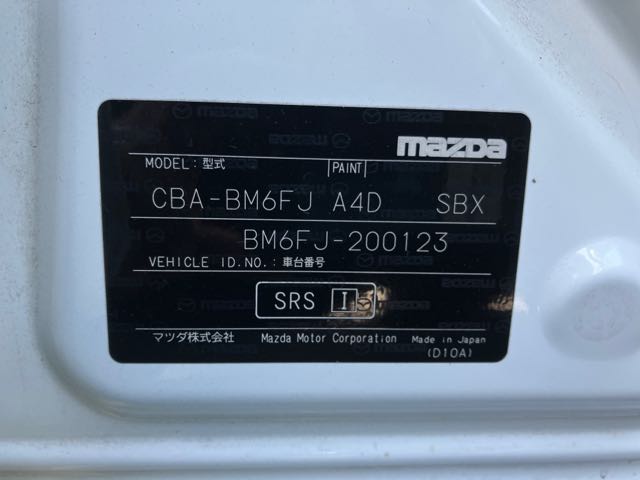 mazda
MODEL: 型式 PAINT
CBA-BM6FJ A4D SBX
BM6FJ-200123
VEHICLE ID.NO.: 車台番号
SRS I
マツダ株式会社 Mazda Motor Corporation Made in Japan
(D10A)